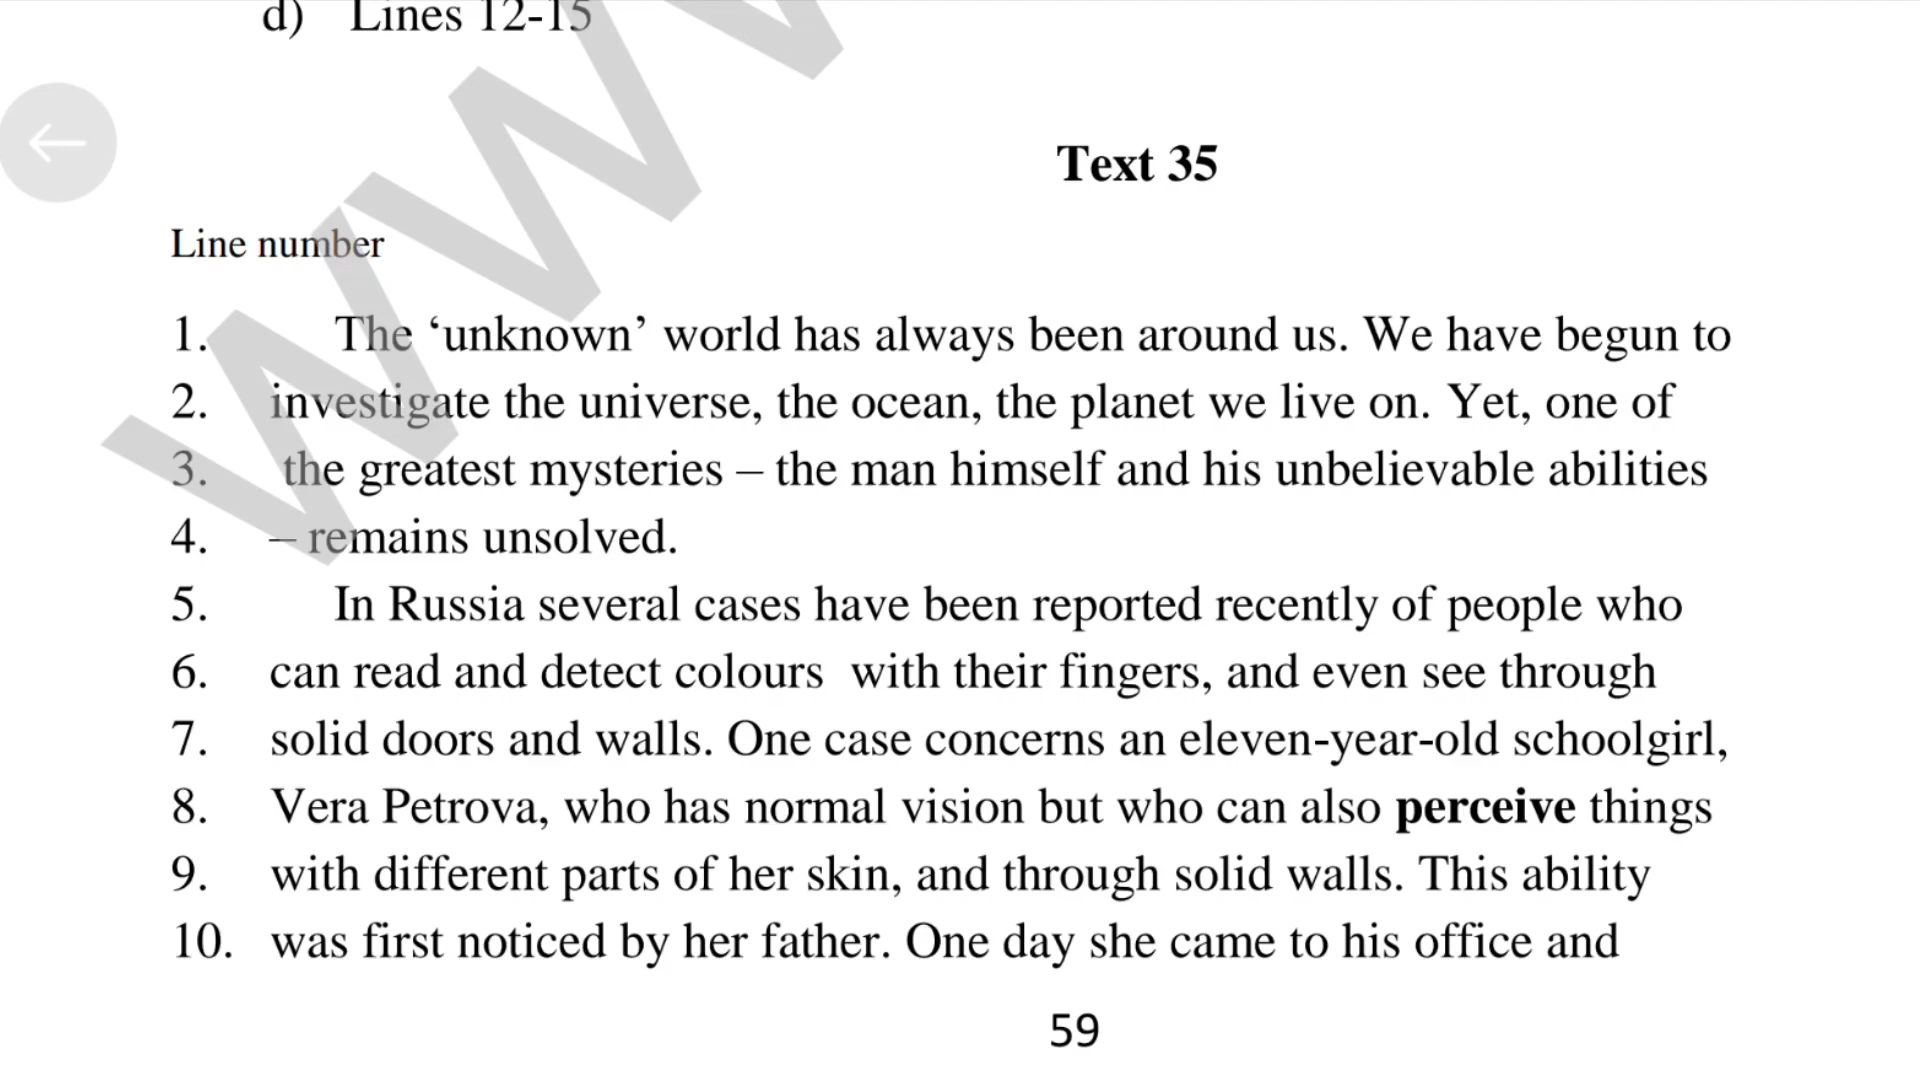 d) Lines 12-15
Text 35
Line number
1. The ‘unknown’ world has always been around us. We have begun to
2. investigate the universe, the ocean, the planet we live on. Yet, one of
3. the greatest mysteries – the man himself and his unbelievable abilities
4. – remains unsolved.
5. In Russia several cases have been reported recently of people who
6. can read and detect colours with their fingers, and even see through
7. solid doors and walls. One case concerns an eleven-year-old schoolgirl,
8. Vera Petrova, who has normal vision but who can also perceive things
9. with different parts of her skin, and through solid walls. This ability
10. was first noticed by her father. One day she came to his office and
59